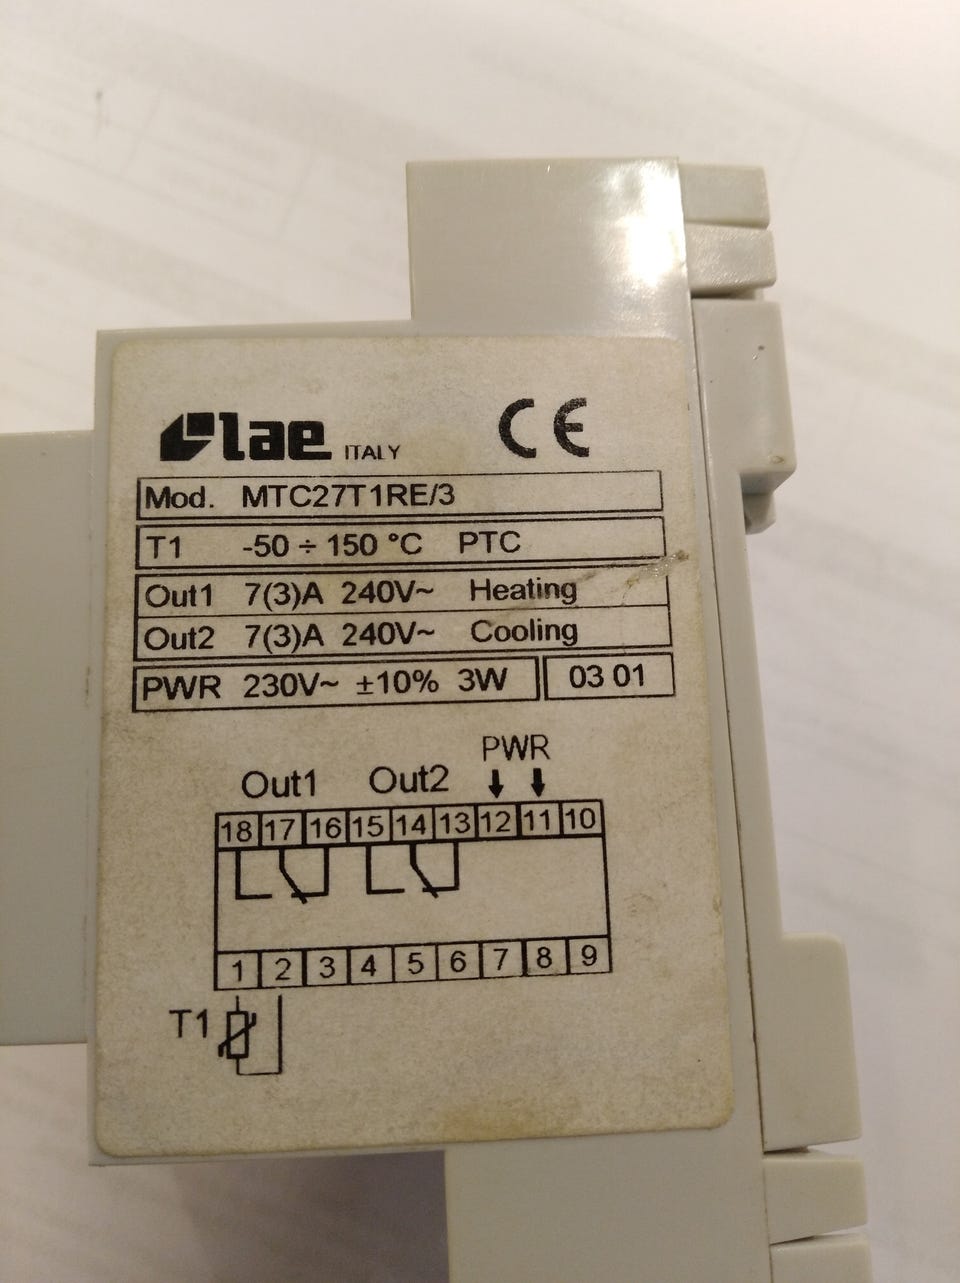 lae ITALY CE
Mod. MTC27T1RE/3
T1 -50 ÷ 150 °C PTC
Out1 7(3)A 240V~ Heating
Out2 7(3)A 240V~ Cooling
PWR 230V~ ±10% 3W 03 01
PWR
Out1 Out2
18 17 16 15 14 13 12 11 10
1 2 3 4 5 6 7 8 9
T1